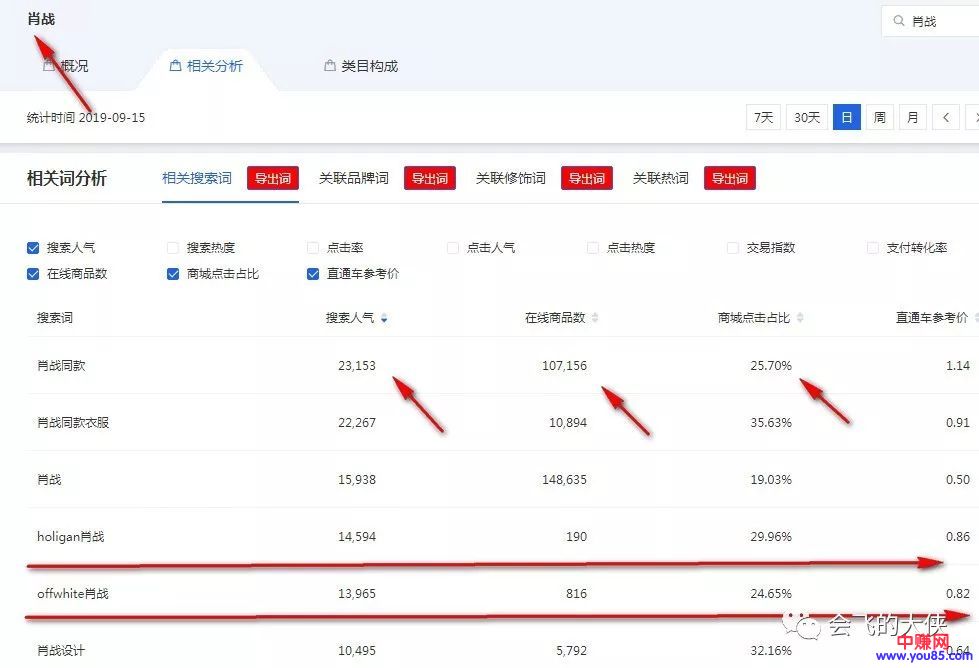 肖战
肖战
概况 相关分析 类目构成
统计时间 2019-09-15 7天 30天 日 周 月
相关词分析 相关搜索词 导出词 关联品牌词 导出词 关联修饰词 导出词 关联热词 导出词
搜索人气 搜索热度 点击率 点击人气 点击热度 交易指数 支付转化率
在线商品数 商城点击占比 直通车参考价
搜索词 搜索人气 在线商品数 商城点击占比 直通车参考价
肖战同款 23,153 107,156 25.70% 1.14
肖战同款衣服 22,267 10,894 35.63% 0.91
肖战 15,938 148,635 19.03% 0.50
holigan肖战 14,594 190 29.96% 0.86
offwhite肖战 13,965 816 24.65% 0.82
会飞的大侠
肖战设计 10,495 5,792 32.16% 0.64
中赚网
www.you85.com